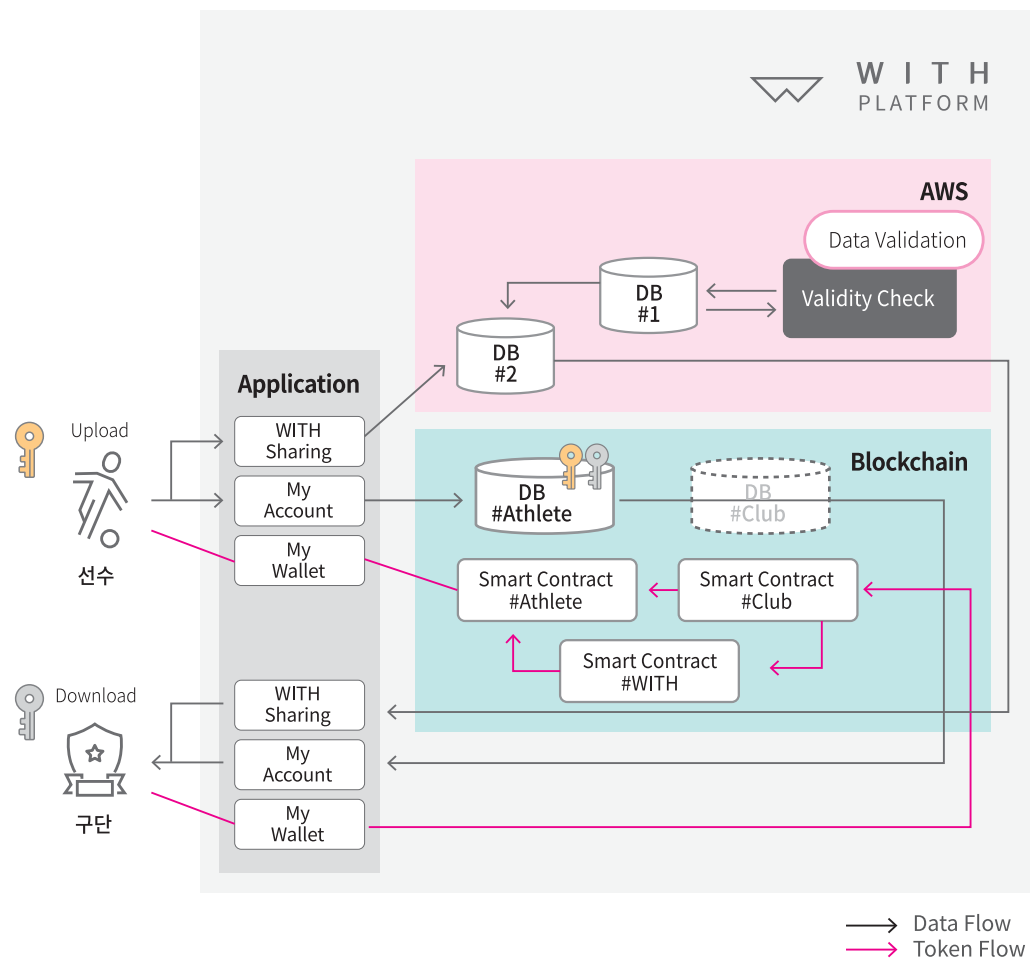 WITH
PLATFORM
AWS
Data Validation
Validity Check
DB
#1
DB
#2
Application
Upload
선수
WITH
Sharing
My
Account
My
Wallet
Blockchain
DB
#Athlete
DB
#Club
Smart Contract
#Athlete
Smart Contract
#Club
Smart Contract
#WITH
Download
구단
WITH
Sharing
My
Account
My
Wallet
Data Flow
Token Flow